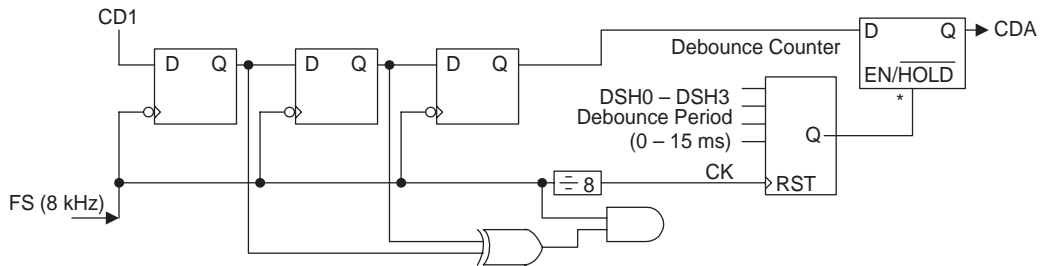 CD1
D Q
D Q
D Q
Debounce Counter
D Q
CDA
EN/HOLD
*
DSH0 – DSH3
Debounce Period
(0 – 15 ms)
Q
CK
RST
÷ 8
FS (8 kHz)